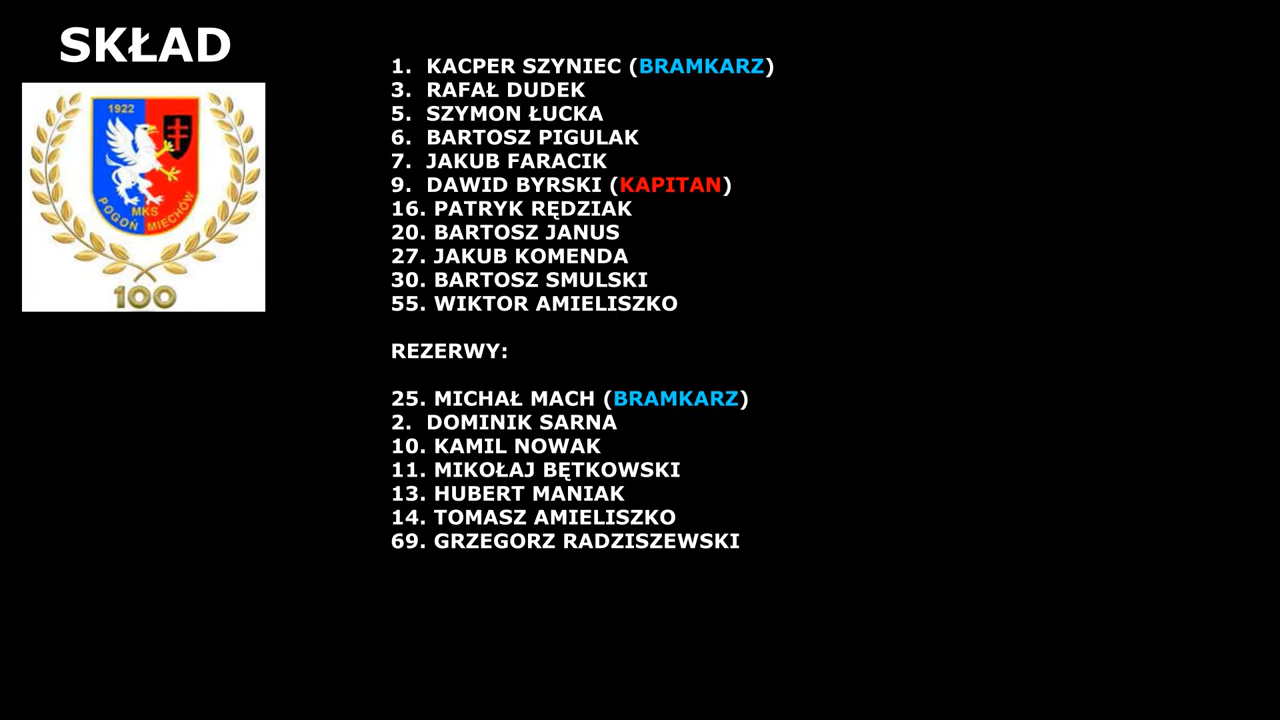 SKŁAD
1922
MKS
POGOŃ MIECHÓW
100
1. KACPER SZYNIEC (BRAMKARZ)
3. RAFAŁ DUDEK
5. SZYMON ŁUCKA
6. BARTOSZ PIGULAK
7. JAKUB FARACIK
9. DAWID BYRSKI (KAPITAN)
16. PATRYK RĘDZIAK
20. BARTOSZ JANUS
27. JAKUB KOMENDA
30. BARTOSZ SMULSKI
55. WIKTOR AMIELISZKO
REZERWY:
25. MICHAŁ MACH (BRAMKARZ)
2. DOMINIK SARNA
10. KAMIL NOWAK
11. MIKOŁAJ BĘTKOWSKI
13. HUBERT MANIAK
14. TOMASZ AMIELISZKO
69. GRZEGORZ RADZISZEWSKI